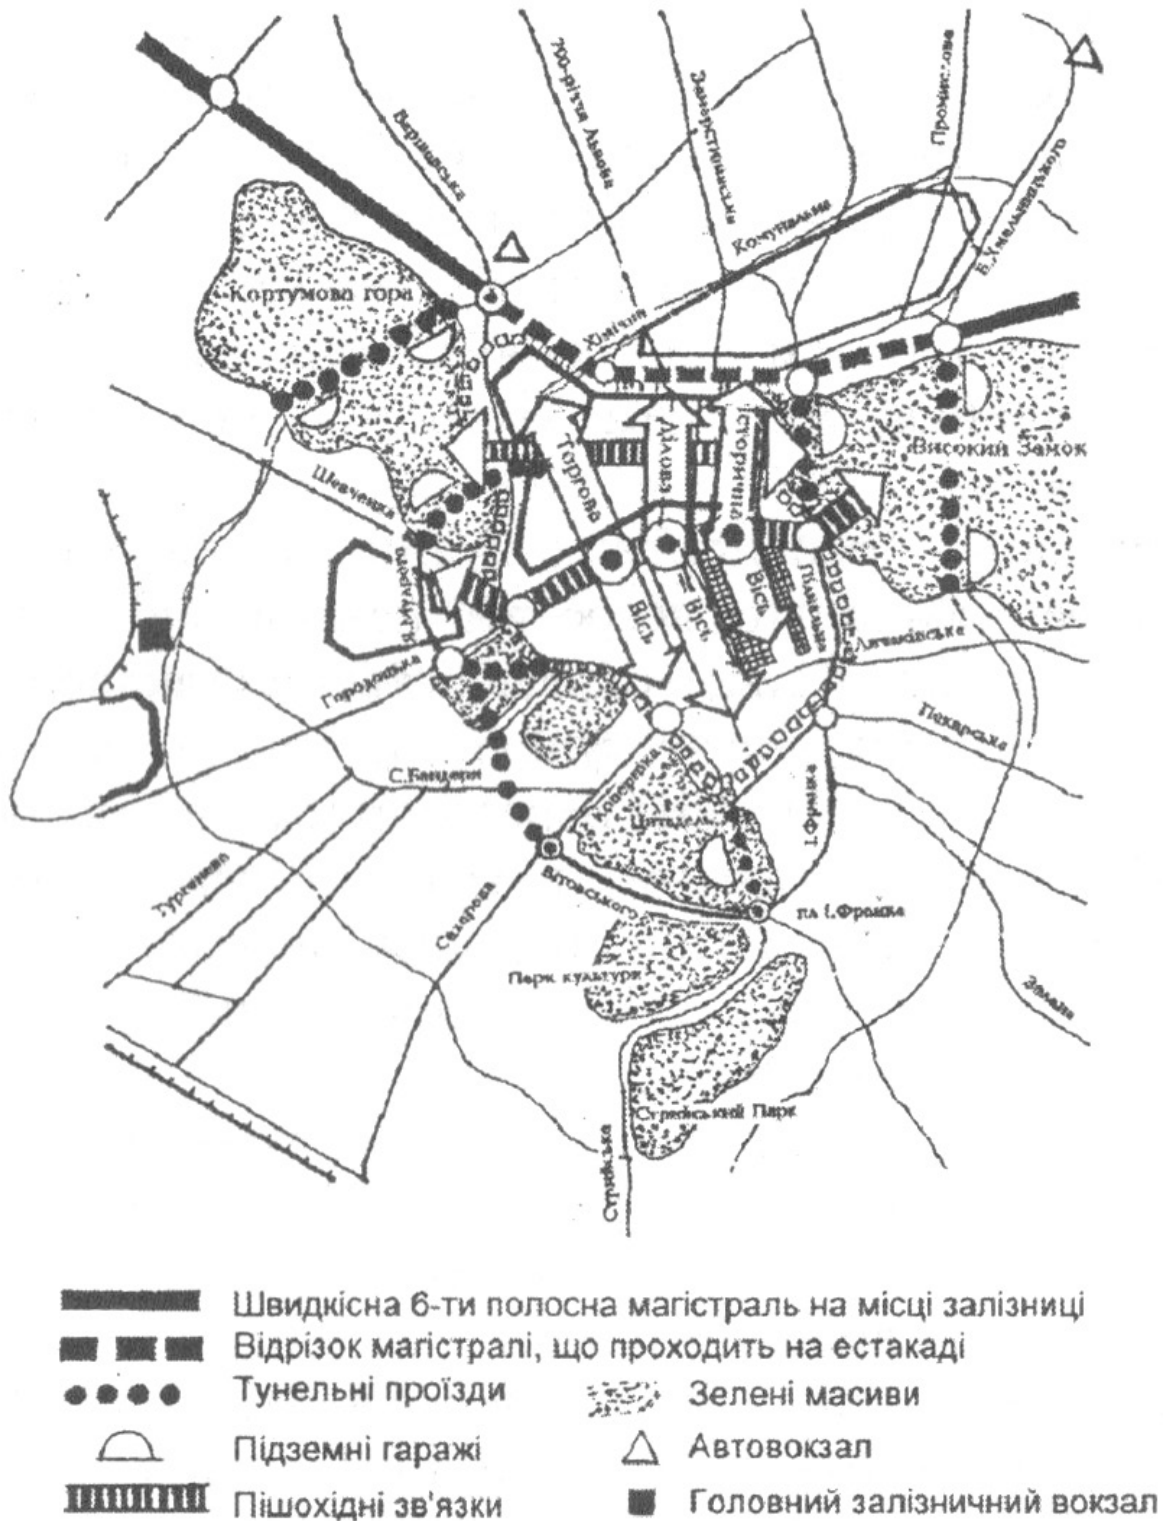 Варшавська
700-річчя Львова
Замарстинівська
Промислова
Б.Хмельницького
Комунальна
Хімічна
Кортумова гора
Високий Замок
Шевченка
Торгова
Вісь
Ділова
Вісь
сторична
Вісь
Підвальна
Я.Мудрого
Личаківська
Городоцька
Пекарська
С.Бандери
Коперніка
Цитадель
І.Франка
Тургенєва
Сахарова
Вітовського
пл І.Франка
Парк культури
Зелена
Стрийський Парк
Стрийська
Швидкісна 6-ти полосна магістраль на місці залізниці
Відрізок магістралі, що проходить на естакаді
Тунельні проїзди
Зелені масиви
Підземні гаражі
Автовокзал
Пішохідні зв'язки
Головний залізничний вокзал